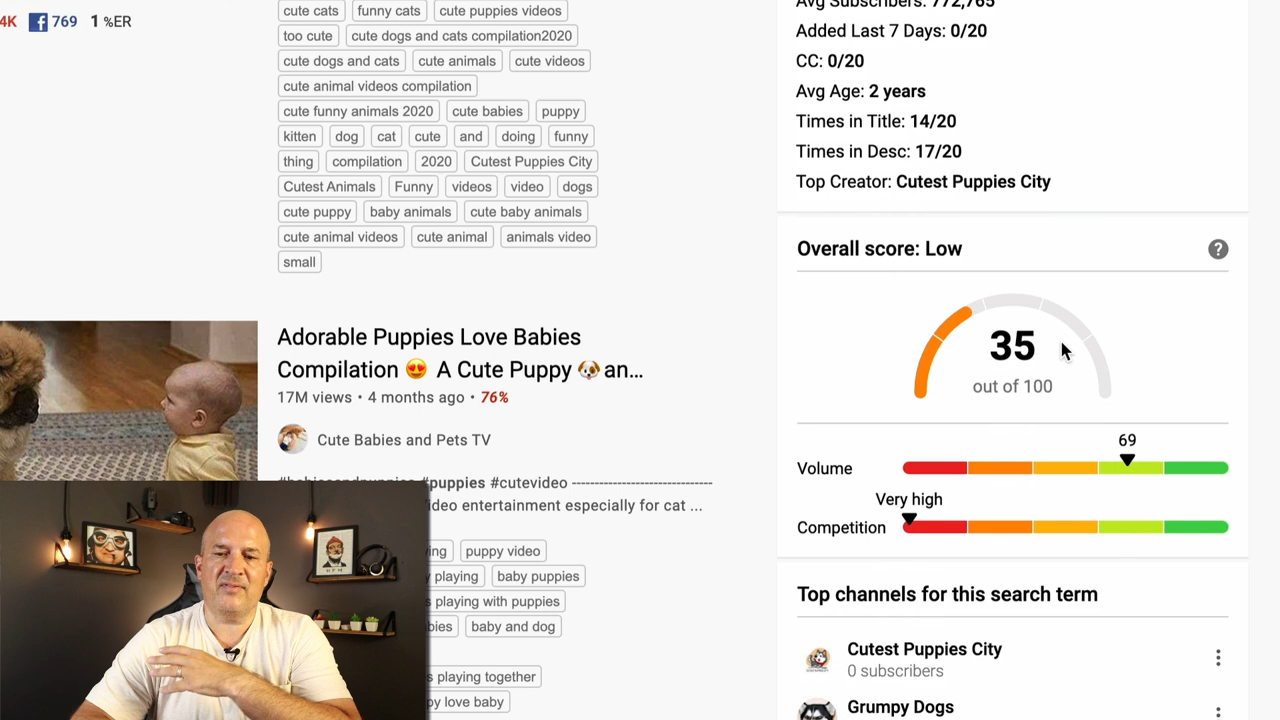 4K 769 1 %ER
cute cats funny cats cute puppies videos
too cute cute dogs and cats compilation2020
cute dogs and cats cute animals cute videos
cute animal videos compilation
cute funny animals 2020 cute babies puppy
kitten dog cat cute and doing funny
thing compilation 2020 Cutest Puppies City
Cutest Animals Funny videos video dogs
cute puppy baby animals cute baby animals
cute animal videos cute animal animals video
small
Adorable Puppies Love Babies
Compilation 😍 A Cute Puppy 🐶 an...
17M views • 4 months ago • 76%
Cute Babies and Pets TV
#puppies #cutevideo -------------------------------
ideo entertainment especially for cat ...
ing puppy video
playing baby puppies
s playing with puppies
bies baby and dog
s playing together
py love baby
Avg Subscribers: 772,765
Added Last 7 Days: 0/20
CC: 0/20
Avg Age: 2 years
Times in Title: 14/20
Times in Desc: 17/20
Top Creator: Cutest Puppies City
Overall score: Low ?
35
out of 100
69
Volume
Very high
Competition
Top channels for this search term
Cutest Puppies City
0 subscribers
Grumpy Dogs